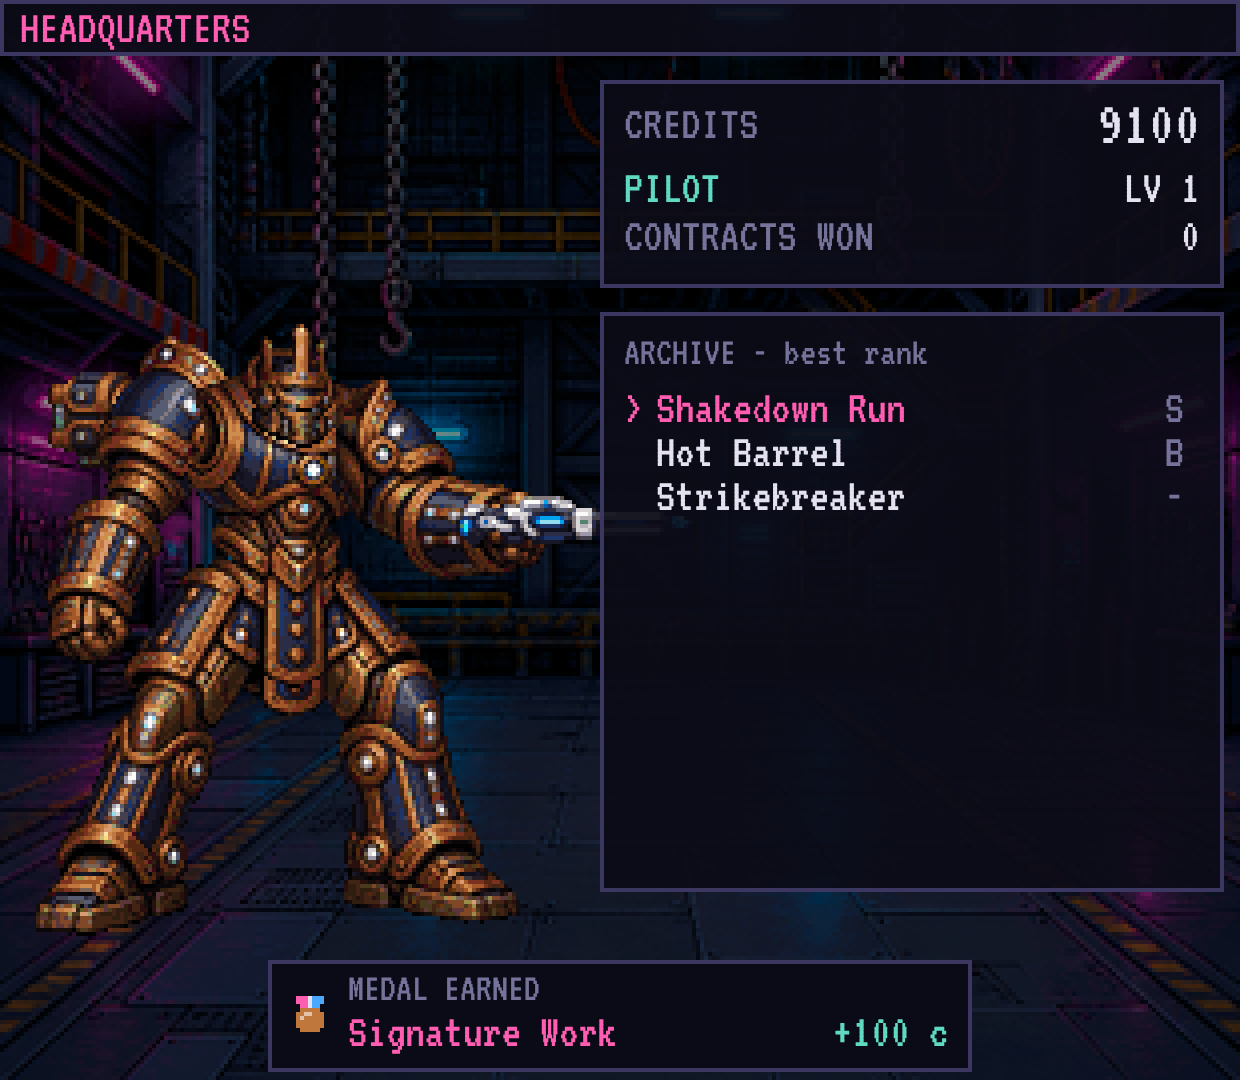 HEADQUARTERS
CREDITS 9100
PILOT LV 1
CONTRACTS WON 0
ARCHIVE - best rank
> Shakedown Run S
Hot Barrel B
Strikebreaker -
MEDAL EARNED
Signature Work +100 c